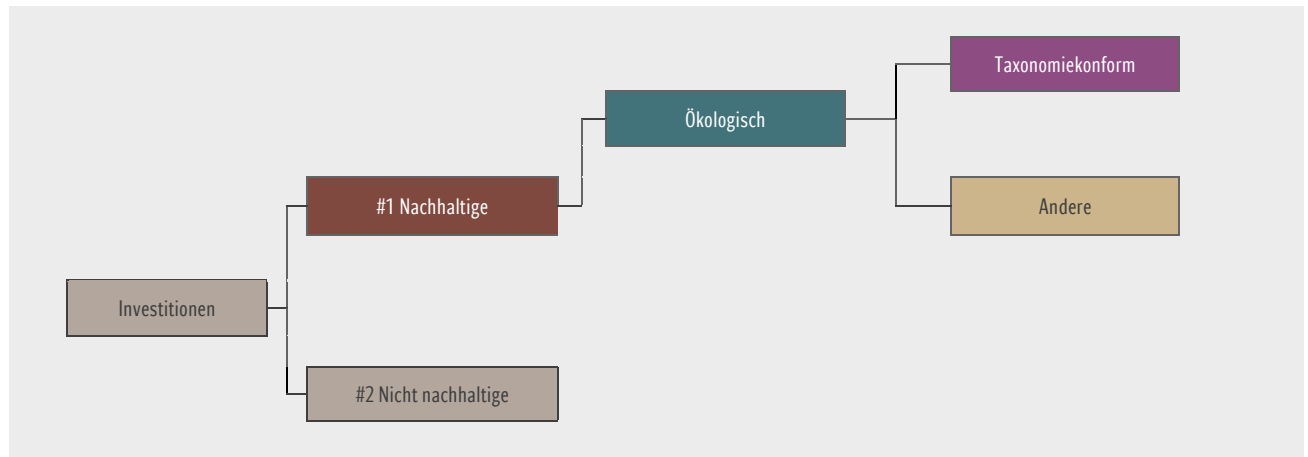 Taxonomiekonform
Ökologisch
#1 Nachhaltige
Andere
Investitionen
#2 Nicht nachhaltige